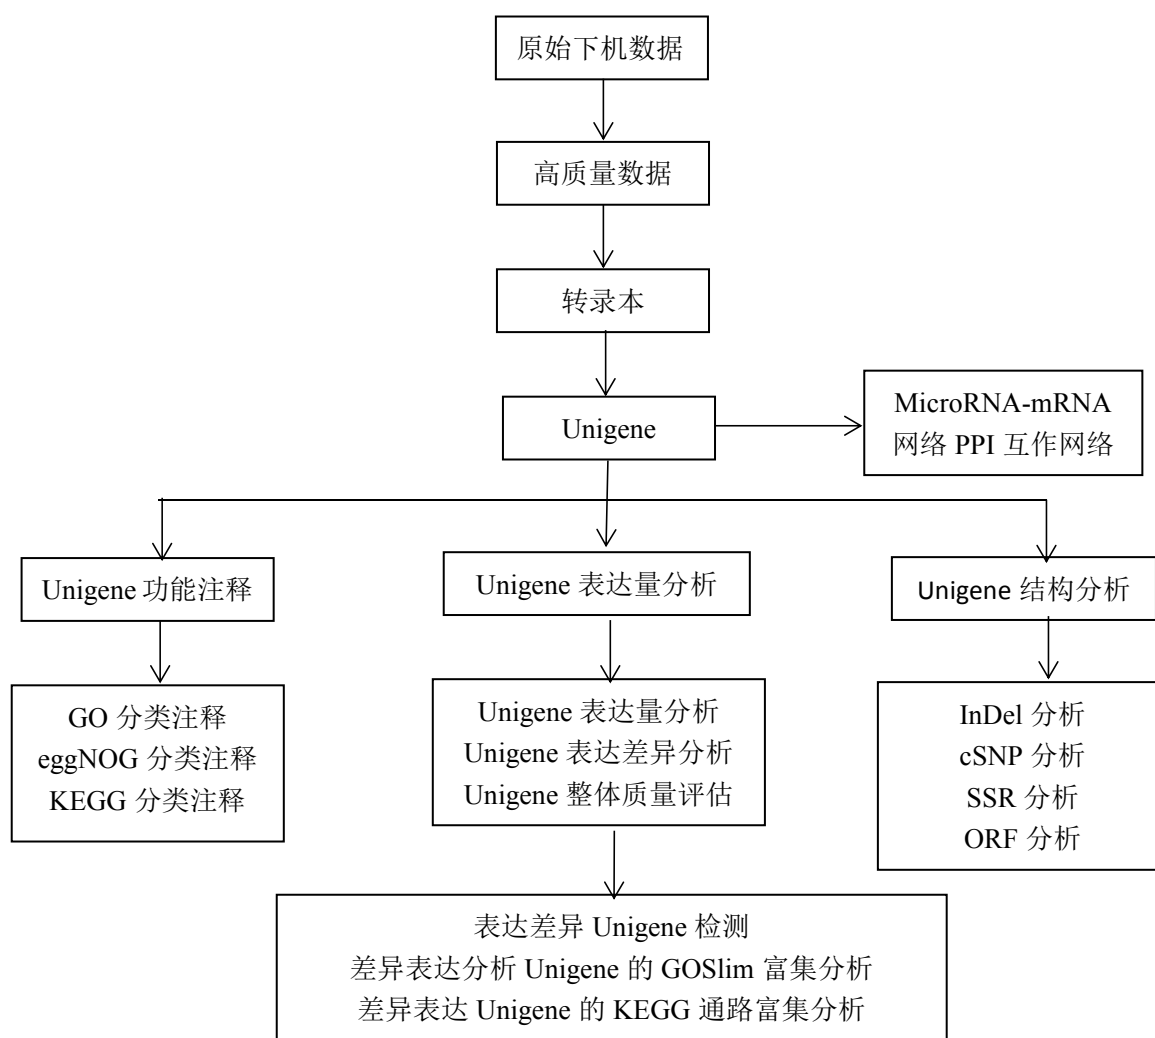 原始下机数据
高质量数据
转录本
Unigene
MicroRNA-mRNA
网络 PPI 互作网络
Unigene 功能注释
Unigene 表达量分析
Unigene 结构分析
GO 分类注释
eggNOG 分类注释
KEGG 分类注释
Unigene 表达量分析
Unigene 表达差异分析
Unigene 整体质量评估
InDel 分析
cSNP 分析
SSR 分析
ORF 分析
表达差异 Unigene 检测
差异表达分析 Unigene 的 GOSlim 富集分析
差异表达 Unigene 的 KEGG 通路富集分析